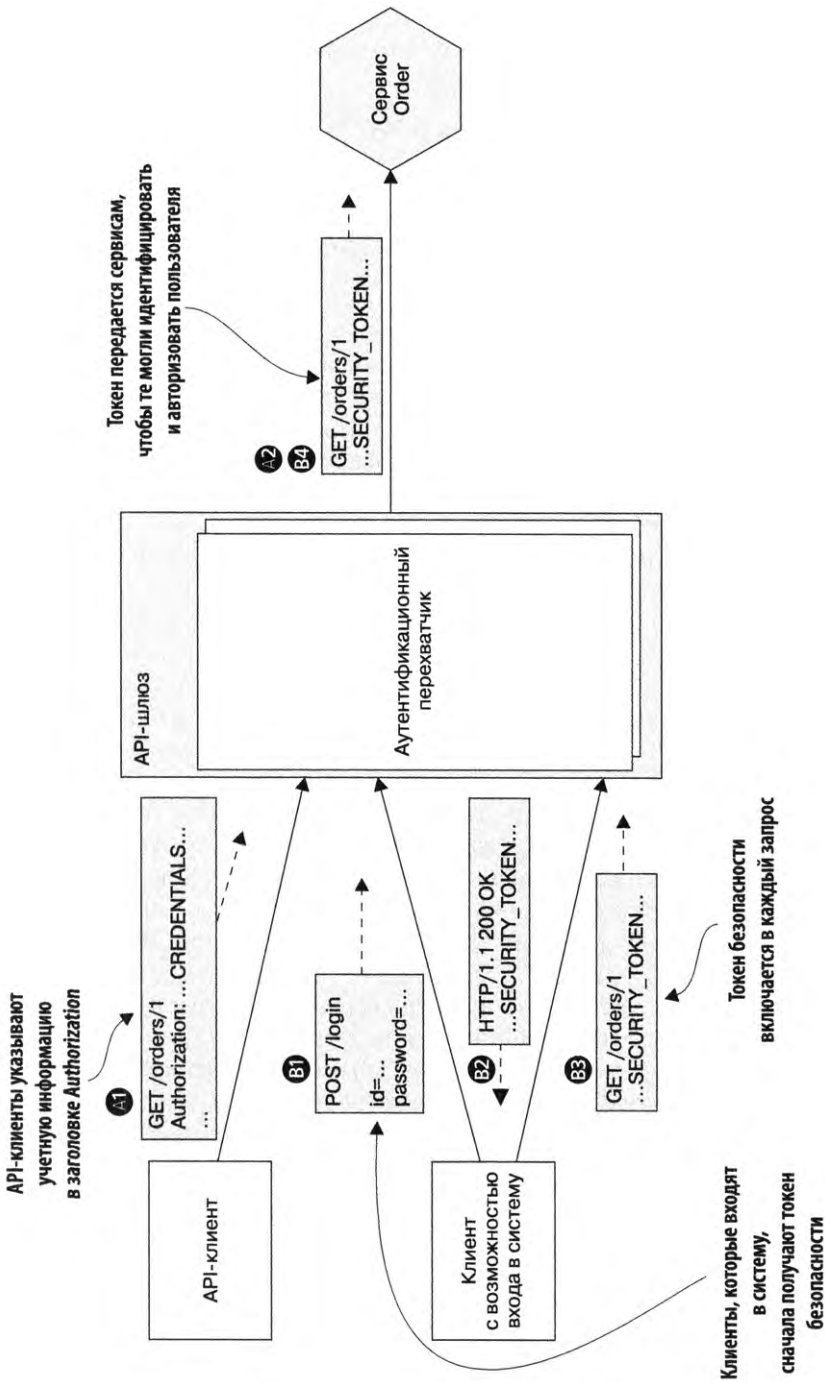 API-клиенты указывают
учетную информацию
в заголовке Authorization
A1
GET /orders/1
Authorization: ...CREDENTIALS...
...
API-клиент
B1
POST /login
id=...
password=...
Клиент
с возможностью
входа в систему
B2
HTTP/1.1 200 OK
...SECURITY_TOKEN...
B3
GET /orders/1
...SECURITY_TOKEN...
Клиенты, которые входят
в систему,
сначала получают токен
безопасности
Токен безопасности
включается в каждый запрос
API-шлюз
Аутентификационный
перехватчик
Токен передается сервисам,
чтобы те могли идентифицировать
и авторизовать пользователя
A2
B4
GET /orders/1
...SECURITY_TOKEN...
Сервис
Order